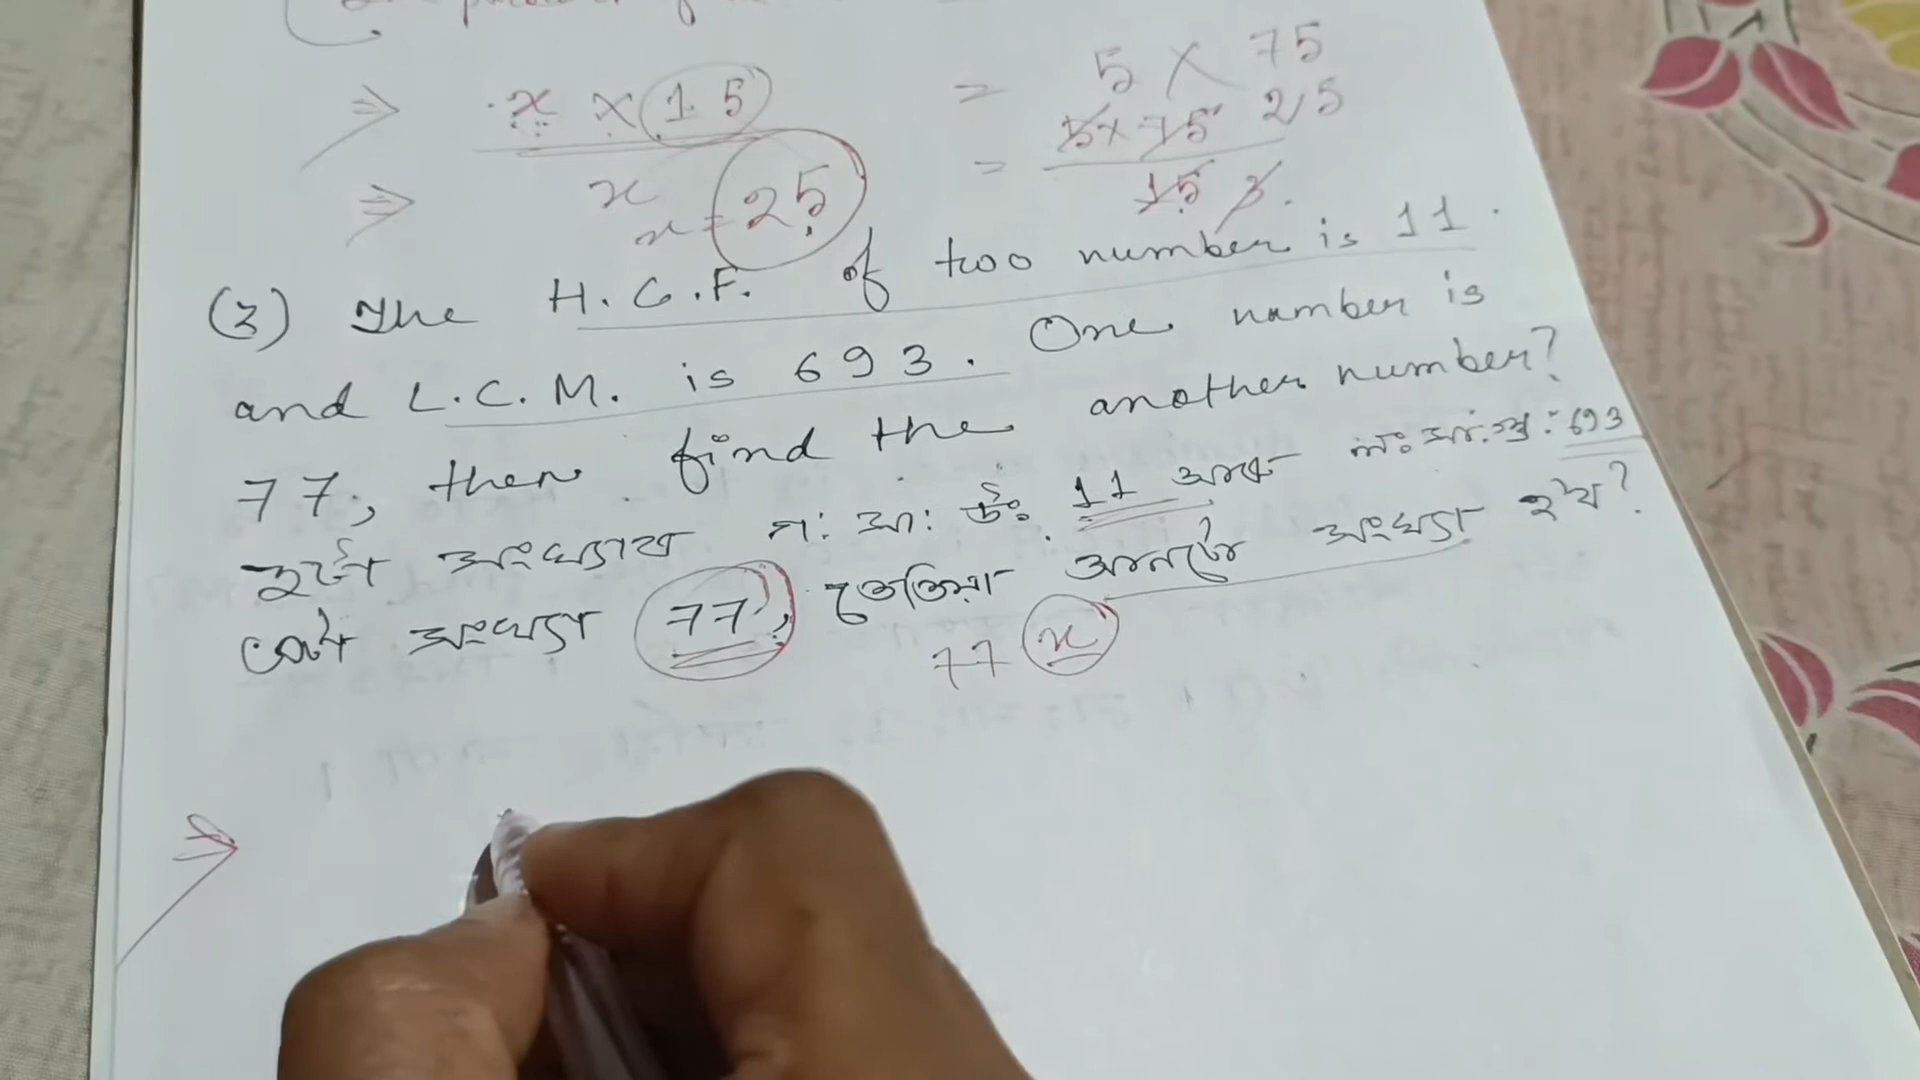 x × 15 = 5 × 75
x = 25 = 5 × 75 25
15 3
(3) The H.C.F. of two number is 11
and L.C.M. is 693. One number is
77, then find the another number?
দুটা সংখ্যাৰ গঃ সাঃ উঃ 11 আৰু লঃ সাঃ গুঃ 693
এটা সংখ্যা 77, তেতিয়া আনটো সংখ্যা হ'ব?
77 x